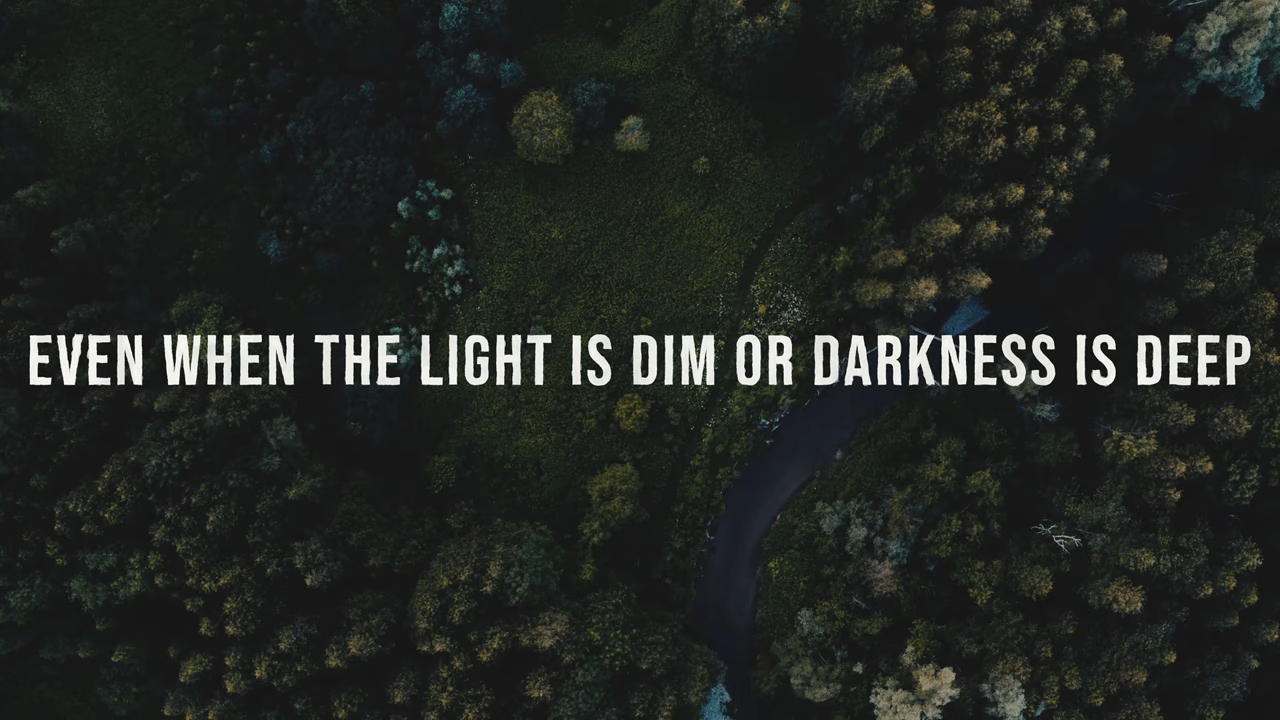 EVEN WHEN THE LIGHT IS DIM OR DARKNESS IS DEEP